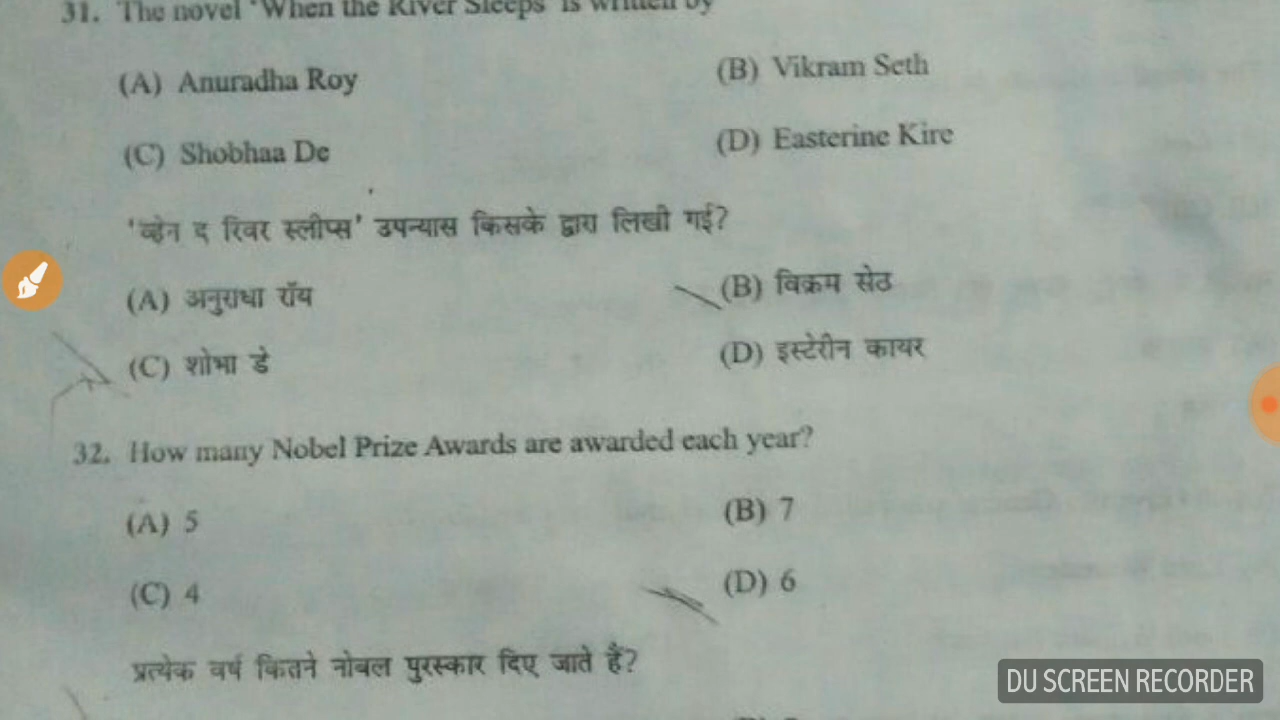 31. The novel 'When the River Sleeps' is written by
(A) Anuradha Roy (B) Vikram Seth
(C) Shobhaa De (D) Easterine Kire
'व्हेन द रिवर स्लीप्स' उपन्यास किसके द्वारा लिखी गई?
(A) अनुराधा रॉय (B) विक्रम सेठ
(C) शोभा डे (D) इस्टेरीन कायर
32. How many Nobel Prize Awards are awarded each year?
(A) 5 (B) 7
(C) 4 (D) 6
प्रत्येक वर्ष कितने नोबल पुरस्कार दिए जाते हैं?
DU SCREEN RECORDER